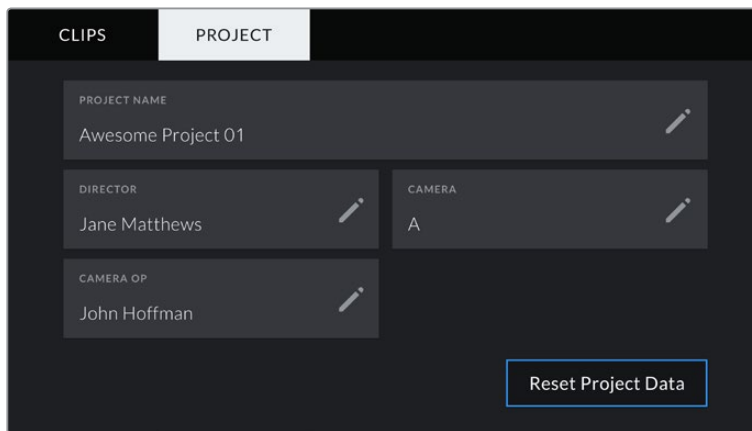 CLIPS PROJECT
PROJECT NAME
Awesome Project 01
DIRECTOR
Jane Matthews
CAMERA
A
CAMERA OP
John Hoffman
Reset Project Data